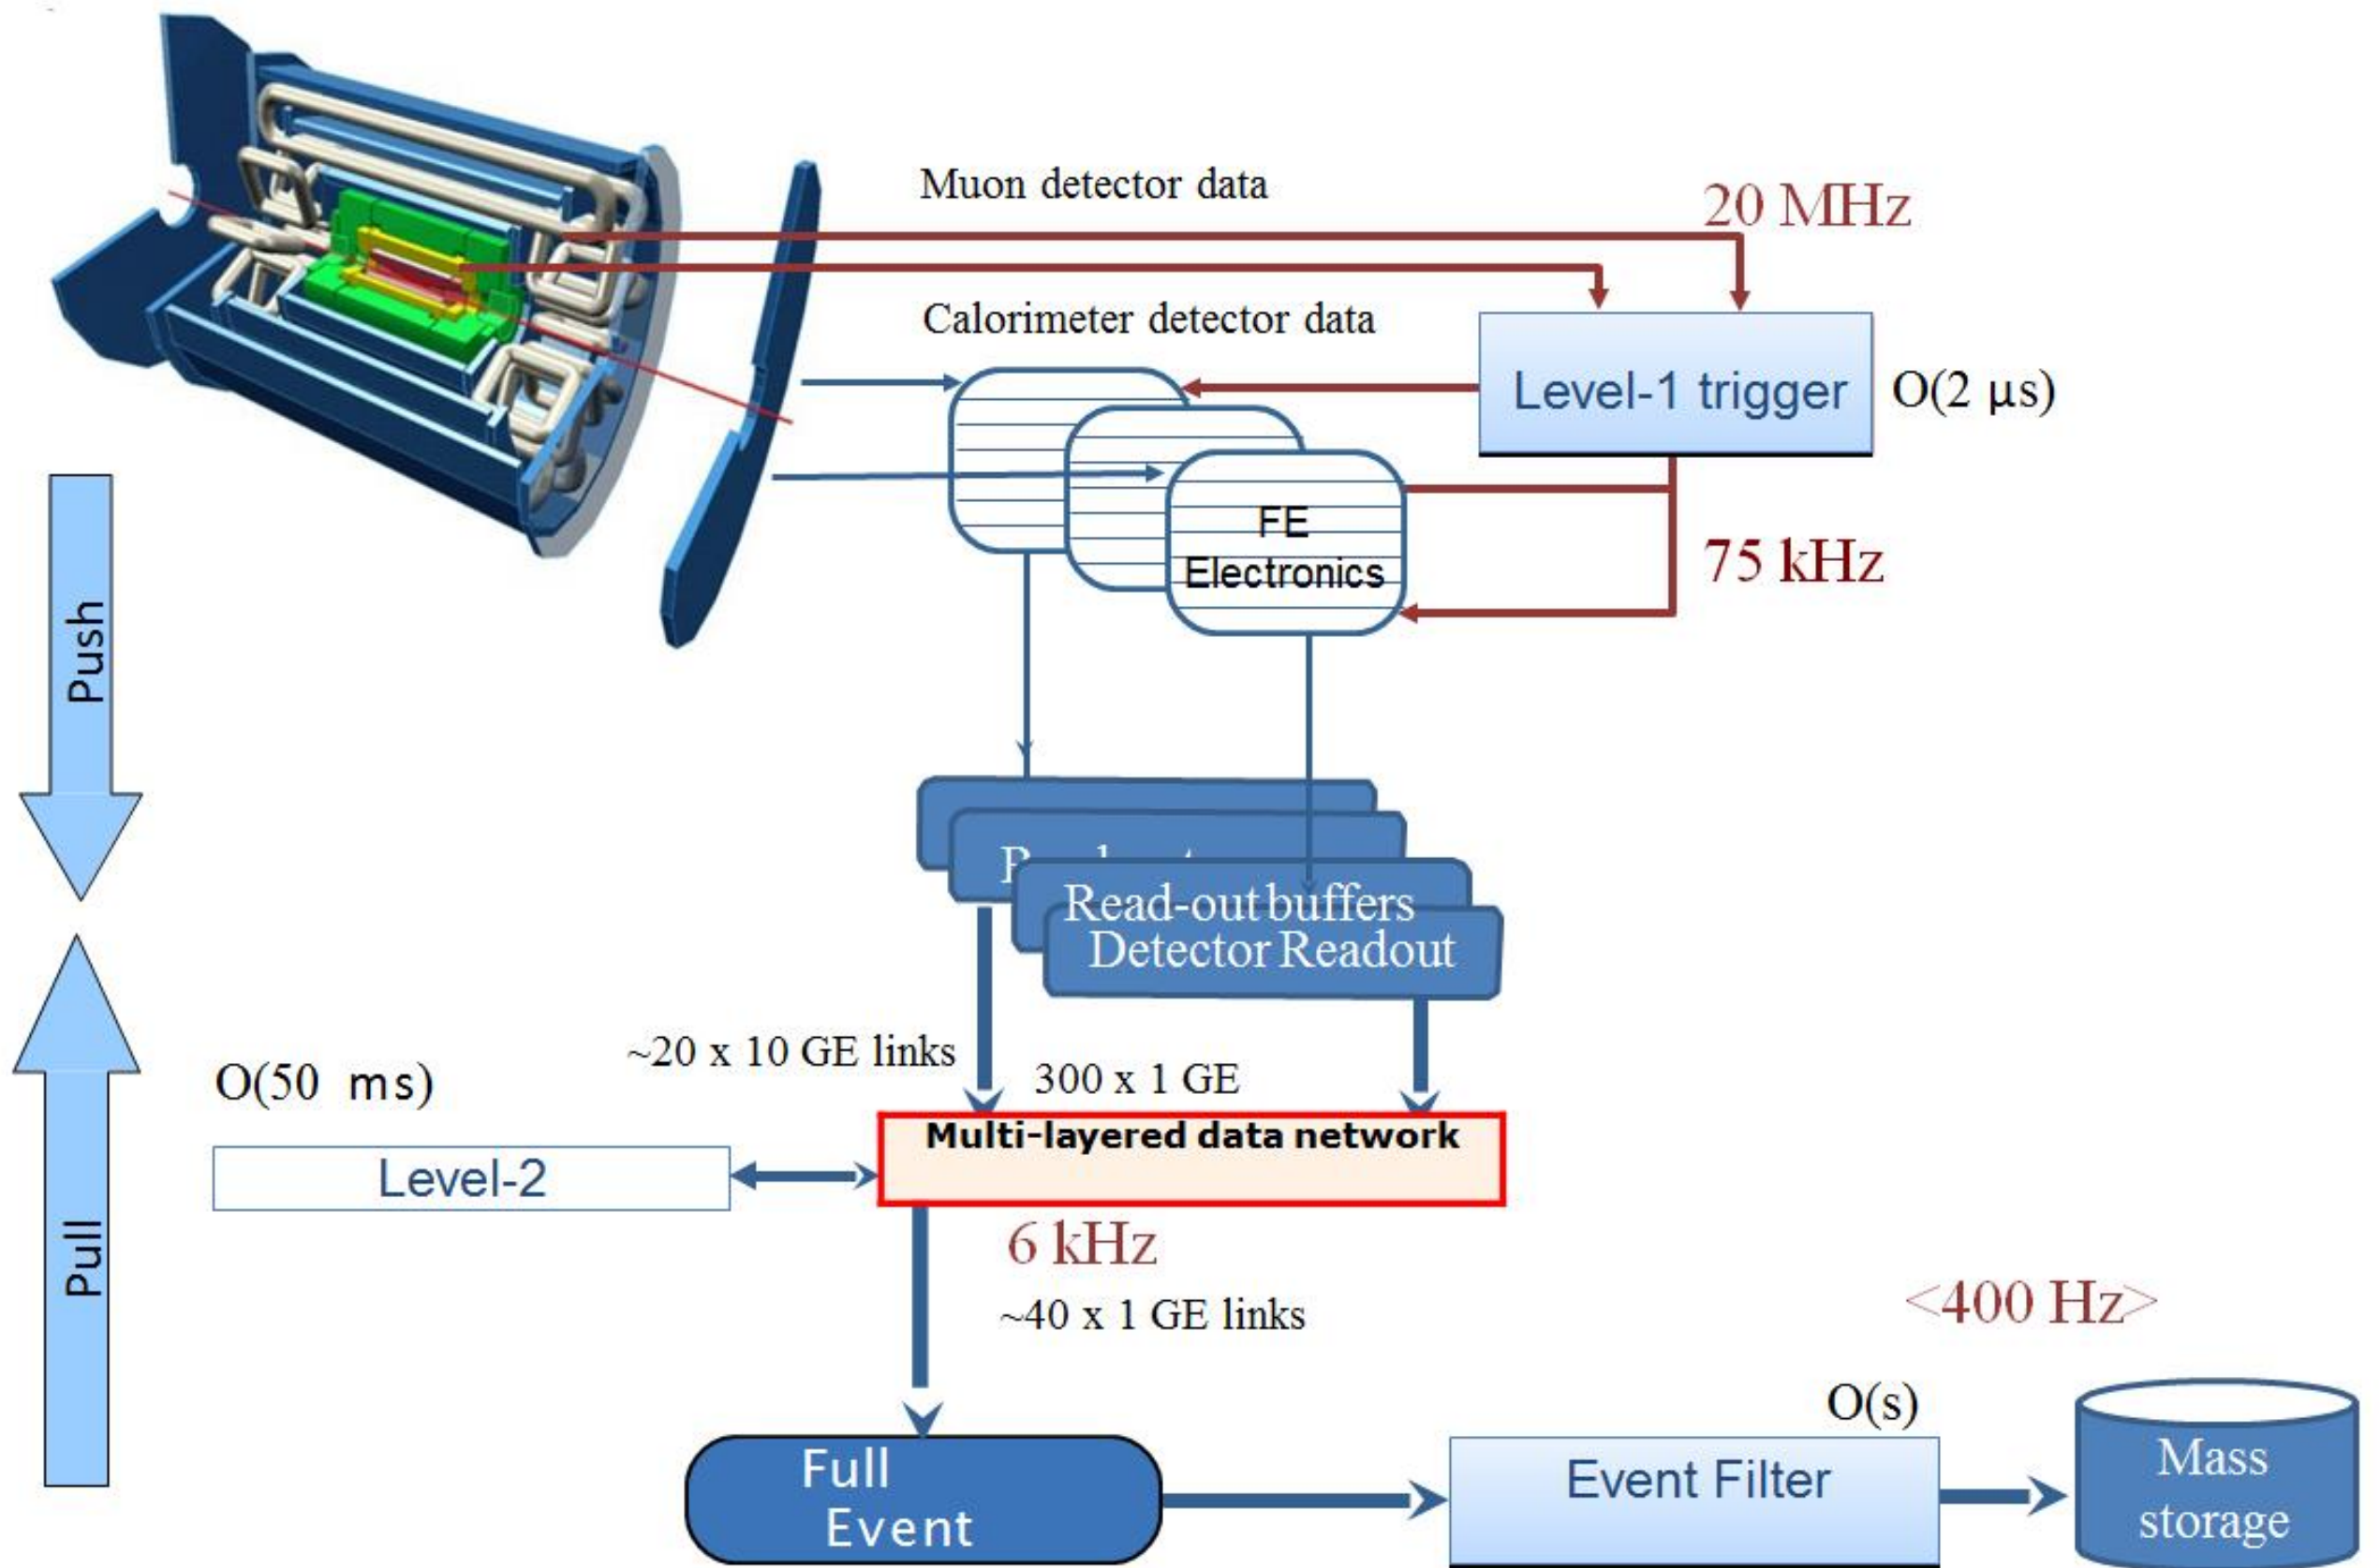 Muon detector data
20 MHz
Calorimeter detector data
Level-1 trigger
O(2 μs)
FE
Electronics
75 kHz
Push
Read-out buffers
Detector Readout
~20 x 10 GE links
300 x 1 GE
O(50 ms)
Multi-layered data network
Level-2
Pull
6 kHz
~40 x 1 GE links
<400 Hz>
O(s)
Full
Event
Event Filter
Mass
storage